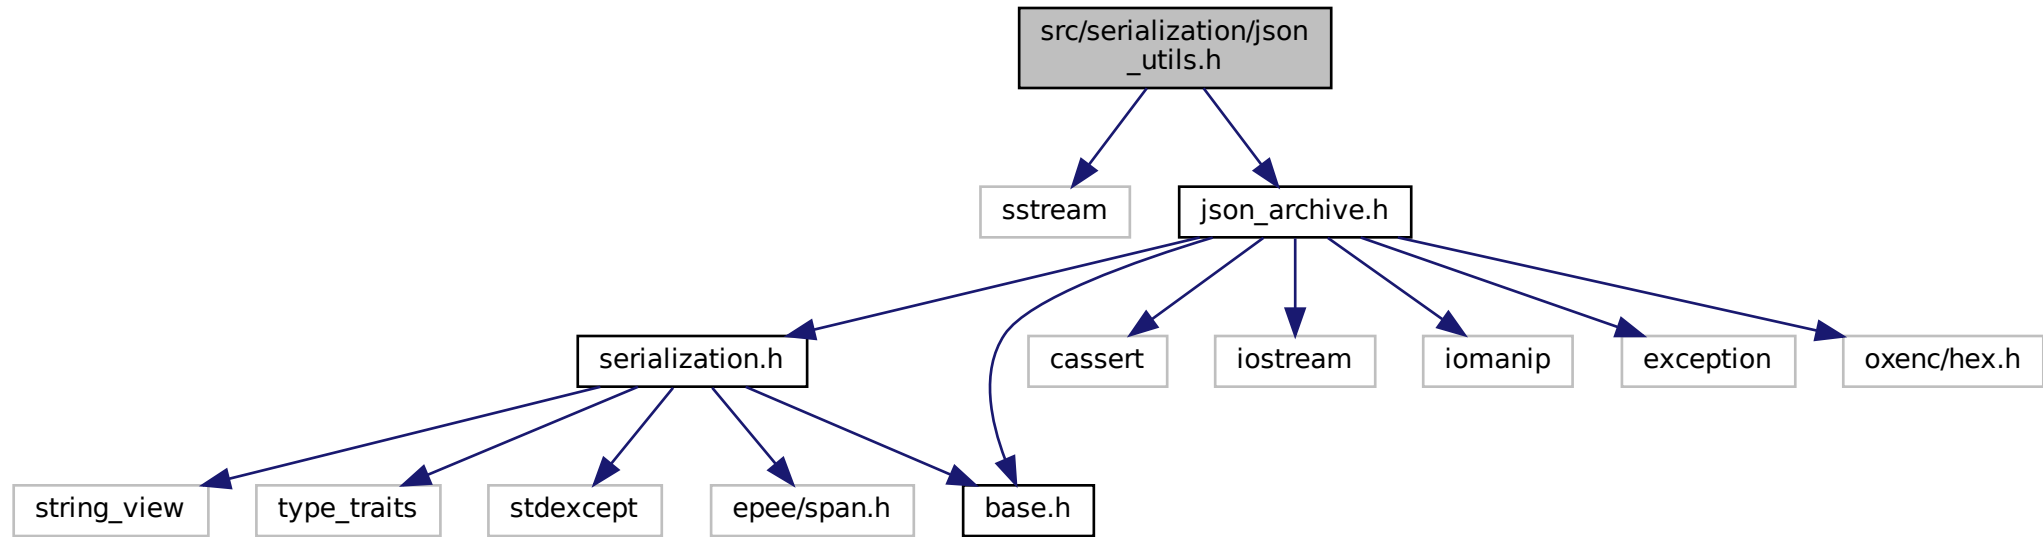 src/serialization/json
_utils.h
sstream
json_archive.h
serialization.h
cassert
iostream
iomanip
exception
oxenc/hex.h
string_view
type_traits
stdexcept
epee/span.h
base.h